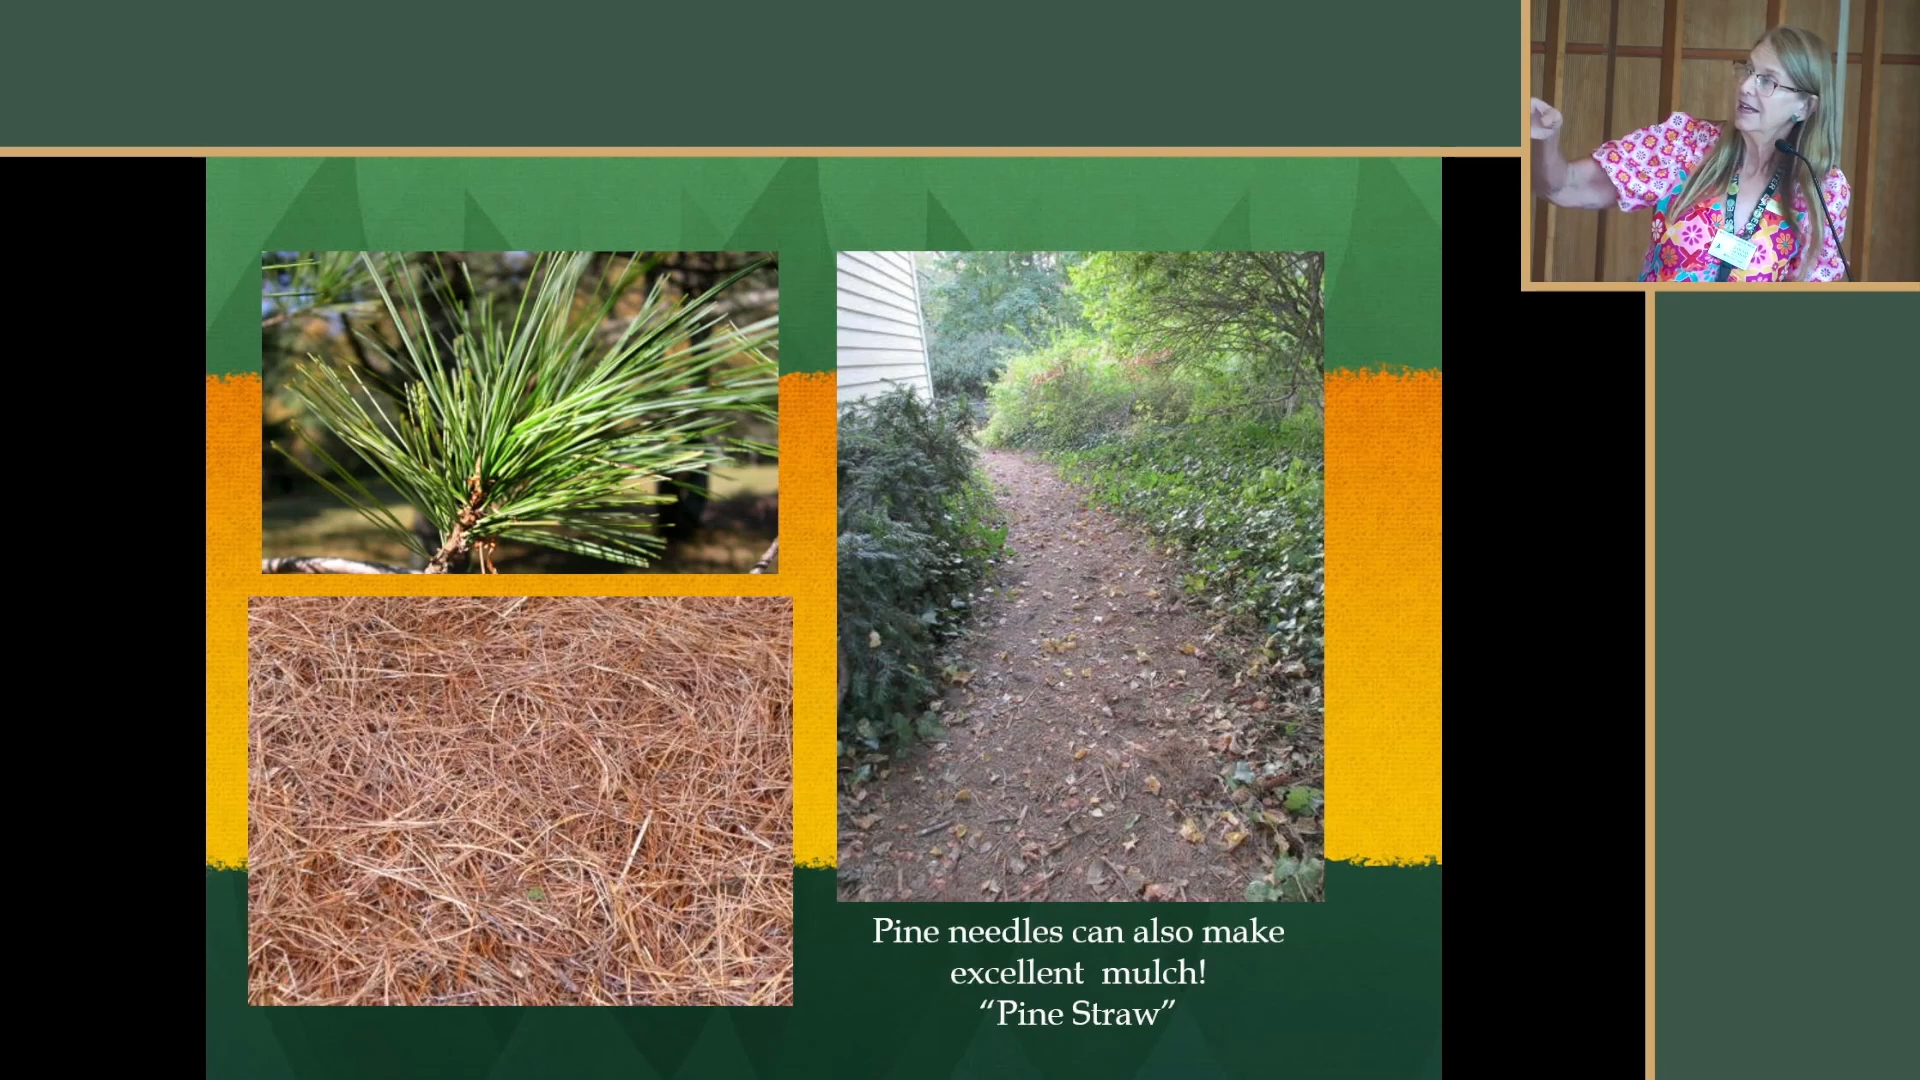 Pine needles can also make
excellent mulch!
“Pine Straw”